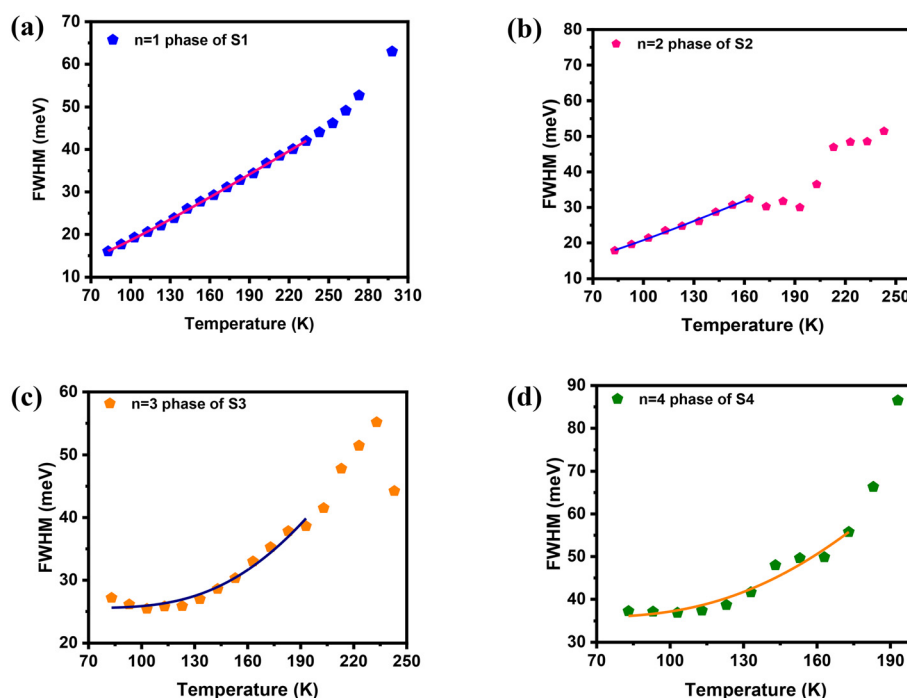 (a)
n=1 phase of S1
FWHM (meV)
70
60
50
40
30
20
10
70 100 130 160 190 220 250 280 310
Temperature (K)
(b)
n=2 phase of S2
FWHM (meV)
80
70
60
50
40
30
20
10
70 100 130 160 190 220 250
Temperature (K)
(c)
n=3 phase of S3
FWHM (meV)
60
50
40
30
20
70 100 130 160 190 220 250
Temperature (K)
(d)
n=4 phase of S4
FWHM (meV)
90
80
70
60
50
40
30
70 100 130 160 190
Temperature (K)